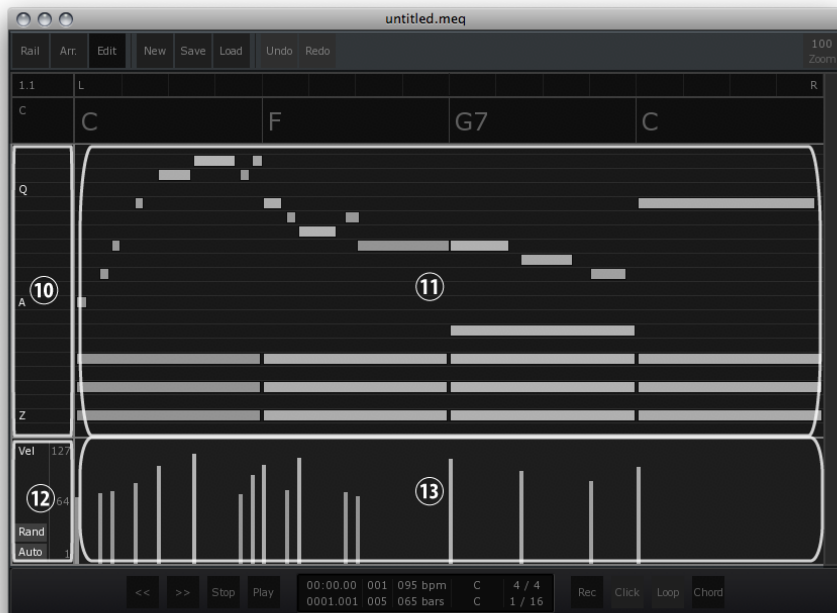 untitled.meq
Rail Arr. Edit New Save Load Undo Redo 100
Zoom
1.1 L R
C C F G7 C
Q
10 11
A
Z
Vel 127
12 64 13
Rand
Auto 1
<< >> Stop Play 00:00.00 001 095 bpm C 4 / 4 Rec Click Loop Chord
0001.001 005 065 bars C 1 / 16